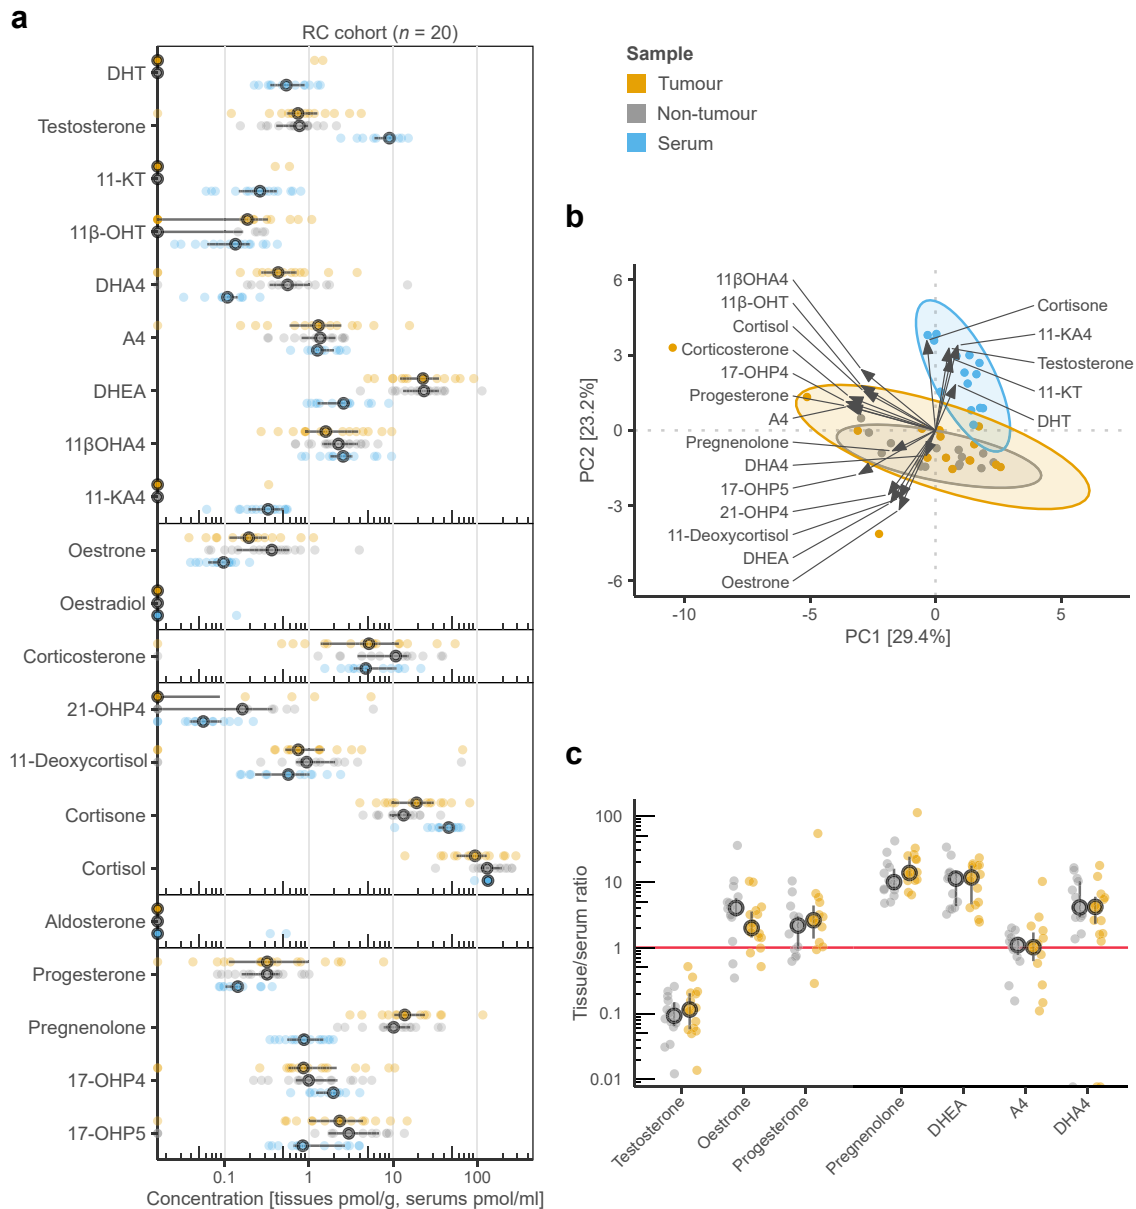 a
RC cohort (n = 20)
DHT
Testosterone
11-KT
11β-OHT
DHA4
A4
DHEA
11βOHA4
11-KA4
Oestrone
Oestradiol
Corticosterone
21-OHP4
11-Deoxycortisol
Cortisone
Cortisol
Aldosterone
Progesterone
Pregnenolone
17-OHP4
17-OHP5
0.1
1
10
100
Concentration [tissues pmol/g, serums pmol/ml]
Sample
Tumour
Non-tumour
Serum
b
PC2 [23.2%]
6
3
0
-3
-6
11βOHA4
11β-OHT
Cortisol
Corticosterone
17-OHP4
Progesterone
A4
Pregnenolone
DHA4
17-OHP5
21-OHP4
11-Deoxycortisol
DHEA
Oestrone
Cortisone
11-KA4
Testosterone
11-KT
DHT
-10
-5
0
5
PC1 [29.4%]
c
Tissue/serum ratio
100
10
1
0.1
0.01
Testosterone
Oestrone
Progesterone
Pregnenolone
DHEA
A4
DHA4